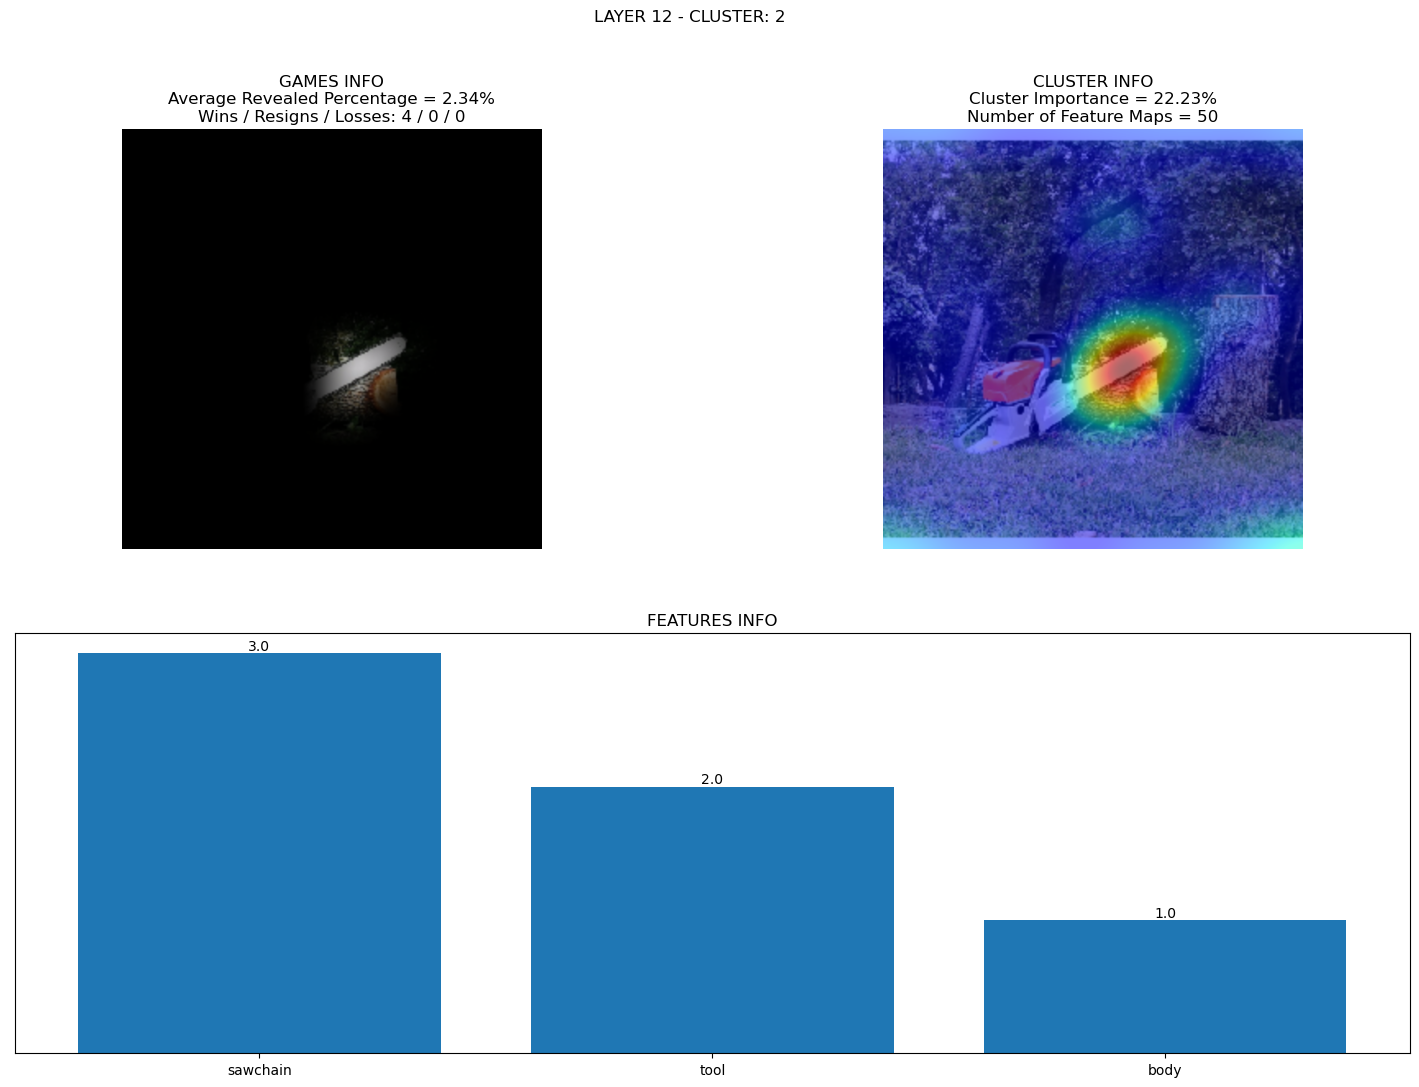 LAYER 12 - CLUSTER: 2
GAMES INFO
Average Revealed Percentage = 2.34%
Wins / Resigns / Losses: 4 / 0 / 0
CLUSTER INFO
Cluster Importance = 22.23%
Number of Feature Maps = 50
FEATURES INFO
3.0
2.0
1.0
sawchain
tool
body